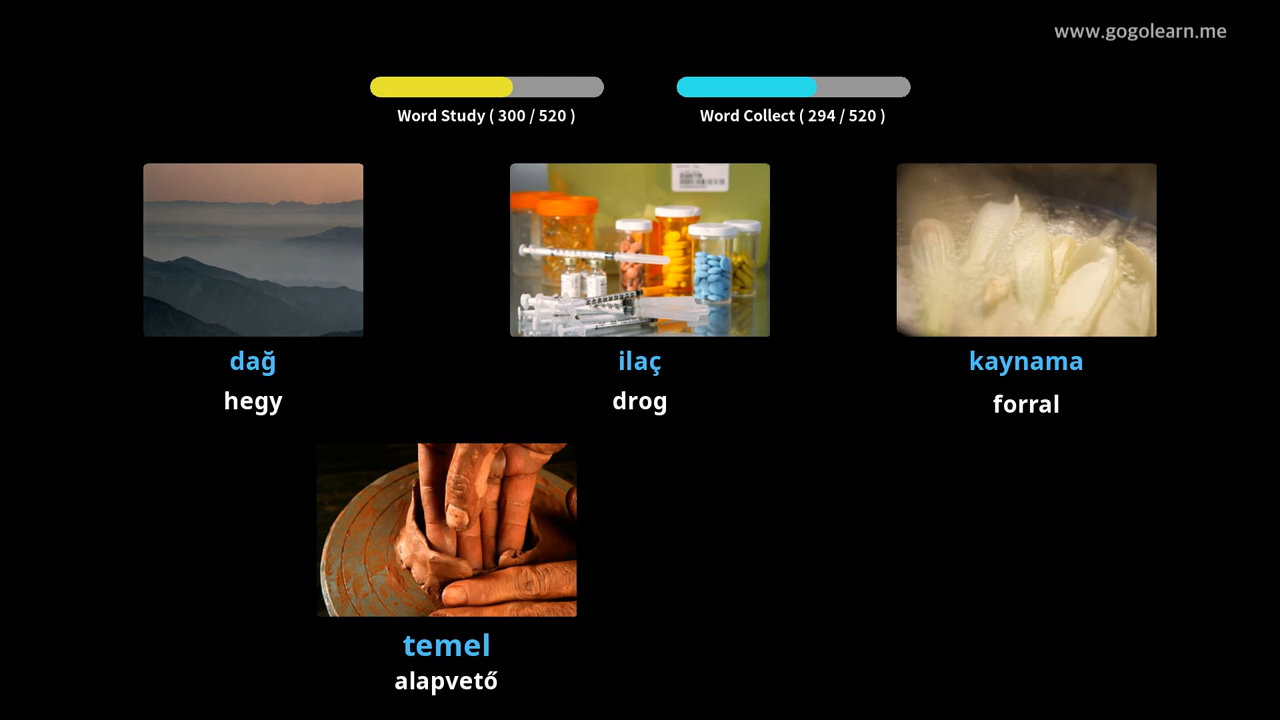 www.gogolearn.me
Word Study ( 300 / 520 )
Word Collect ( 294 / 520 )
dağ
hegy
ilaç
drog
kaynama
forral
temel
alapvető